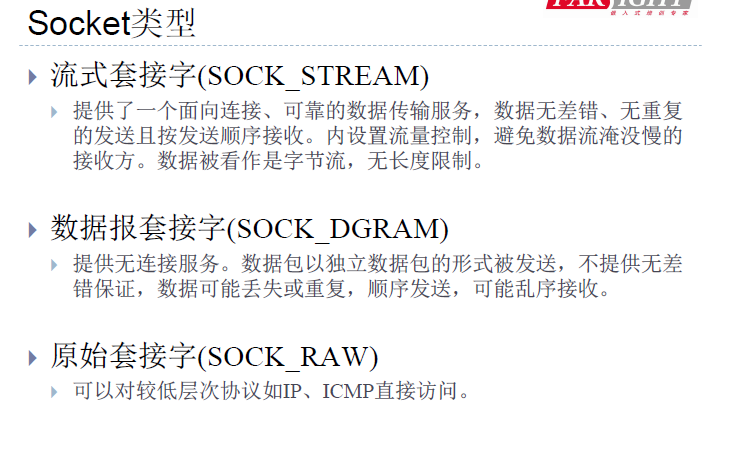 Socket类型
流式套接字(SOCK_STREAM)
提供了一个面向连接、可靠的数据传输服务，数据无差错、无重复
的发送且按发送顺序接收。内设置流量控制，避免数据流淹没慢的
接收方。数据被看作是字节流，无长度限制。
数据报套接字(SOCK_DGRAM)
提供无连接服务。数据包以独立数据包的形式被发送，不提供无差
错保证，数据可能丢失或重复，顺序发送，可能乱序接收。
原始套接字(SOCK_RAW)
可以对较低层次协议如IP、ICMP直接访问。
嵌入式培训专家